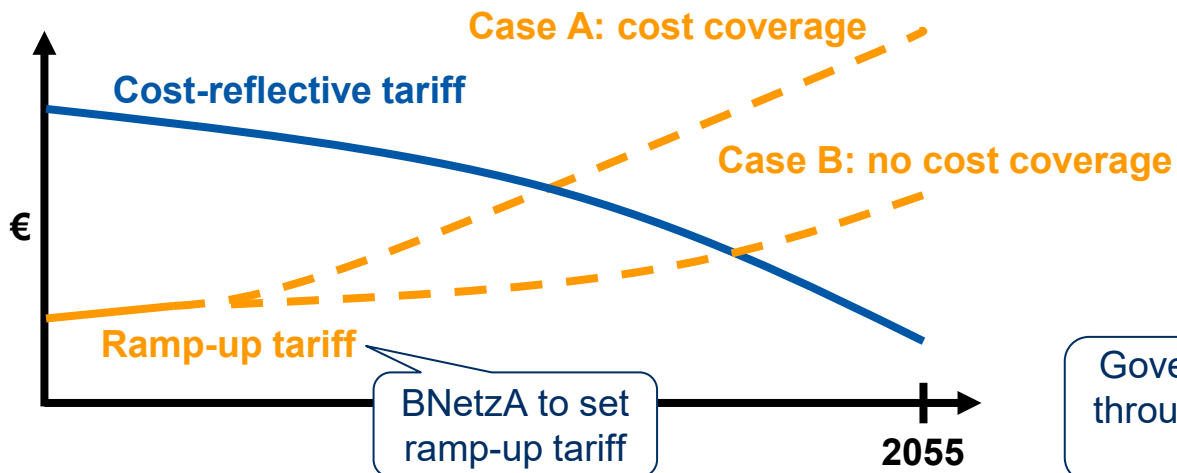 Case A: cost coverage
Cost-reflective tariff
Case B: no cost coverage
€
Ramp-up tariff
BNetzA to set
ramp-up tariff
2055